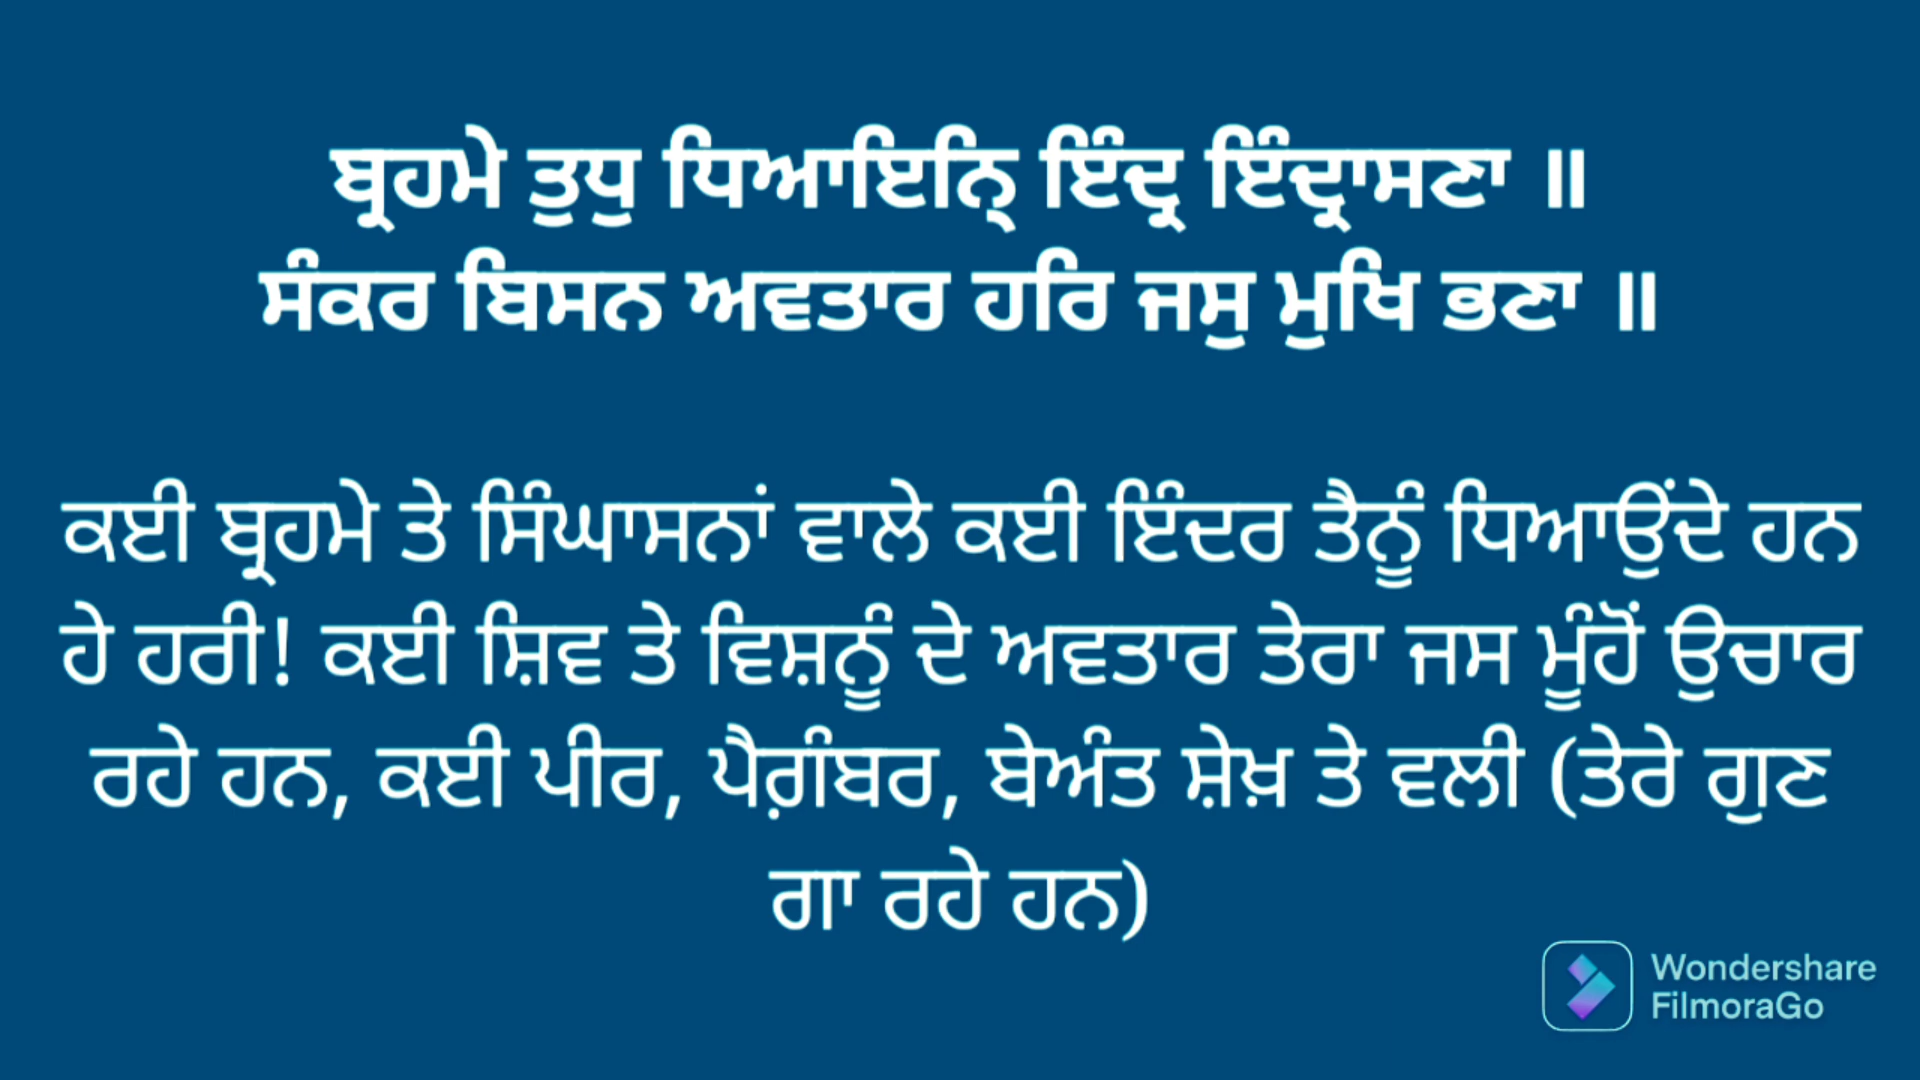 ਬ੍ਰਹਮੇ ਤੁਧੁ ਧਿਆਇਨ੍ਹਿ ਇੰਦ੍ਰ ਇੰਦ੍ਰਾਸਣਾ ॥
ਸੰਕਰ ਬਿਸਨ ਅਵਤਾਰ ਹਰਿ ਜਸੁ ਮੁਖਿ ਭਣਾ ॥
ਕਈ ਬ੍ਰਹਮੇ ਤੇ ਸਿੰਘਾਸਨਾਂ ਵਾਲੇ ਕਈ ਇੰਦਰ ਤੈਨੂੰ ਧਿਆਉਂਦੇ ਹਨ
ਹੇ ਹਰੀ! ਕਈ ਸ਼ਿਵ ਤੇ ਵਿਸ਼ਨੂੰ ਦੇ ਅਵਤਾਰ ਤੇਰਾ ਜਸ ਮੂੰਹੋਂ ਉਚਾਰ
ਰਹੇ ਹਨ, ਕਈ ਪੀਰ, ਪੈਗ਼ੰਬਰ, ਬੇਅੰਤ ਸ਼ੇਖ਼ ਤੇ ਵਲੀ (ਤੇਰੇ ਗੁਣ
ਗਾ ਰਹੇ ਹਨ)
Wondershare
FilmoraGo